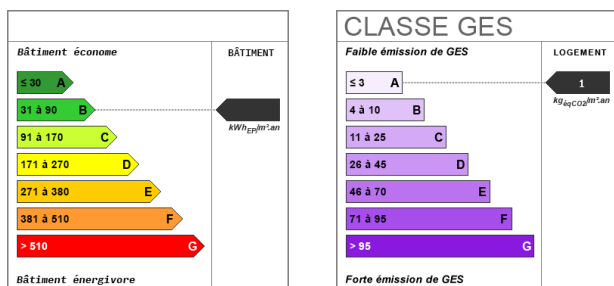 Bâtiment économe
BÂTIMENT
≤ 30 A
31 à 90 B
kWhEP/m².an
91 à 170 C
171 à 270 D
271 à 380 E
381 à 510 F
> 510 G
Bâtiment énergivore
CLASSE GES
Faible émission de GES
LOGEMENT
≤ 3 A
1
kgéqCO2/m².an
4 à 10 B
11 à 25 C
26 à 45 D
46 à 70 E
71 à 95 F
> 95 G
Forte émission de GES